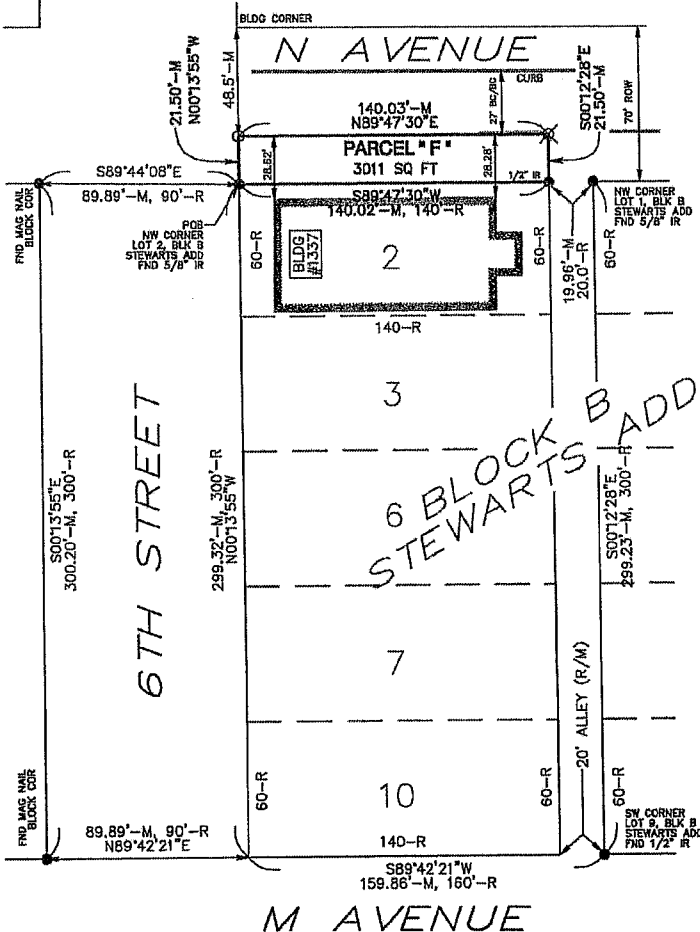 BLDG CORNER
N AVENUE
CURB
21.50'-M
N00°13'55"W
48.5'-M
27' BC/BC
S00°12'28"E
21.50'-M
70' ROW
140.03'-M
N89°47'30"E
PARCEL "F"
3011 SQ FT
28.52'
28.28'
1/2" IR
S89°44'08"E
89.89'-M, 90'-R
S89°47'30"W
140.02'-M, 140'-R
FND MAG NAIL
BLOCK COR
POB
NW CORNER
LOT 2, BLK B
STEWARTS ADD
FND 5/8" IR
NW CORNER
LOT 1, BLK B
STEWARTS ADD
FND 5/8" IR
60-R
BLDG
#1337
2
60-R
19.96'-M
20.0'-R
60-R
140-R
3
6TH STREET
S00°13'55"E
300.20'-M, 300'-R
299.32'-M, 300'-R
N00°13'55"W
6 BLOCK B
STEWARTS ADD
S00°12'28"E
299.23'-M, 300'-R
7
20' ALLEY (R/M)
FND MAG NAIL
BLOCK COR
60-R
10
60-R
60-R
SW CORNER
LOT 9, BLK B
STEWARTS ADD
FND 1/2" IR
89.89'-M, 90'-R
N89°42'21"E
140-R
S89°42'21"W
159.86'-M, 160'-R
M AVENUE